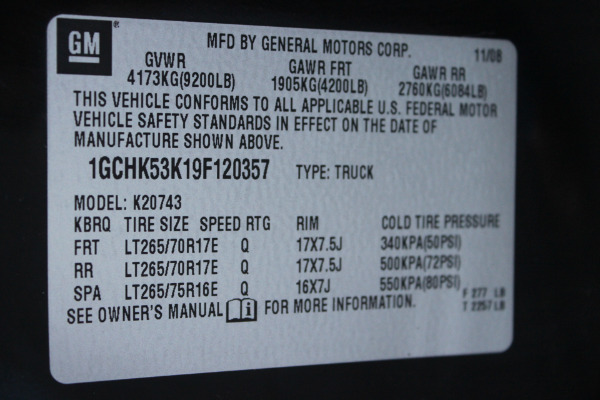 GM
MFD BY GENERAL MOTORS CORP. 11/08
GVWR GAWR FRT GAWR RR
4173KG(9200LB) 1905KG(4200LB) 2760KG(6084LB)
THIS VEHICLE CONFORMS TO ALL APPLICABLE U.S. FEDERAL MOTOR
VEHICLE SAFETY STANDARDS IN EFFECT ON THE DATE OF
MANUFACTURE SHOWN ABOVE.
1GCHK53K19F120357 TYPE: TRUCK
MODEL: K20743
KBRQ TIRE SIZE SPEED RTG RIM COLD TIRE PRESSURE
FRT LT265/70R17E Q 17X7.5J 340KPA(50PSI)
RR LT265/70R17E Q 17X7.5J 500KPA(72PSI)
SPA LT265/75R16E Q 16X7J 550KPA(80PSI)
F 277 LB
SEE OWNER'S MANUAL i FOR MORE INFORMATION. T 2257 LB